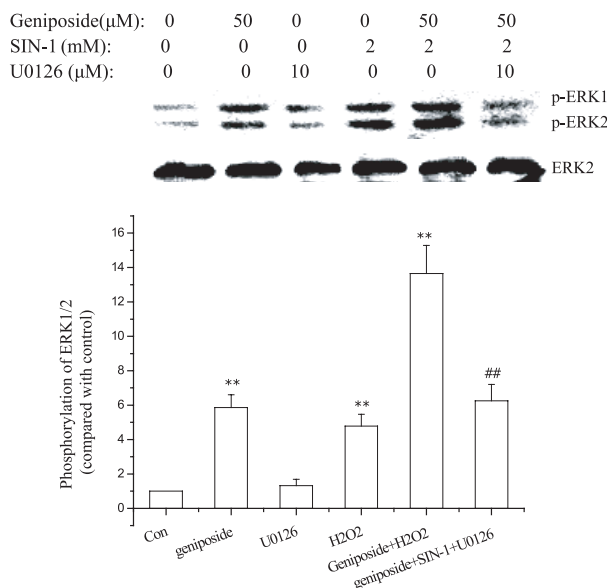 Geniposide(μM): 0 50 0 0 50 50
SIN-1 (mM): 0 0 0 2 2 2
U0126 (μM): 0 0 10 0 0 10
p-ERK1
p-ERK2
ERK2
Phosphorylation of ERK1/2
(compared with control)
16
14
12
10
8
6
4
2
0
**
**
**
##
Con
geniposide
U0126
H2O2
Geniposide+H2O2
geniposide+SIN-1+U0126